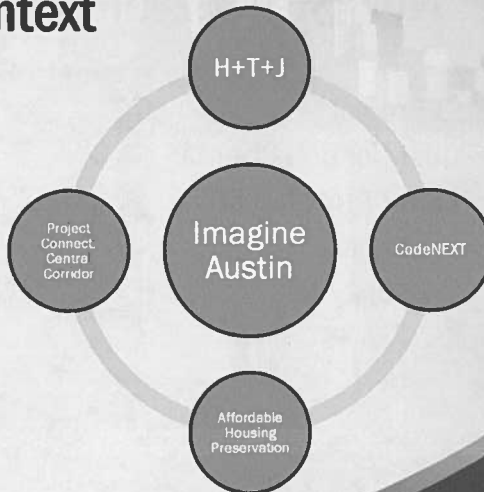 ntext
H+T+J
Project
Connect.
Centra
Corridor
Imagine
Austin
CodeNEXT
Affordable
Housing
Preservation